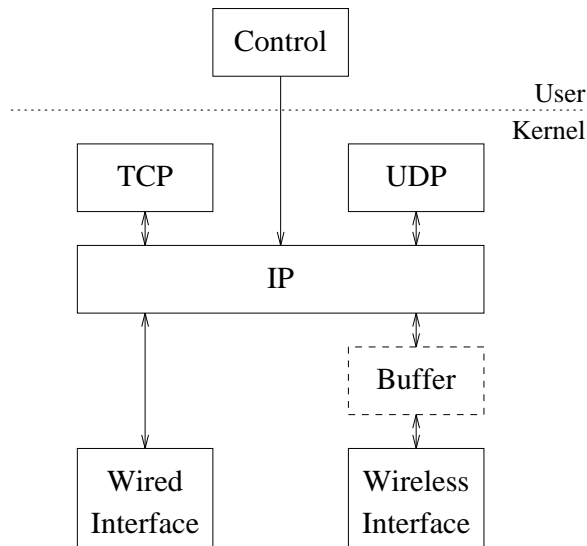 Control
User
Kernel
TCP
UDP
IP
Buffer
Wired
Interface
Wireless
Interface